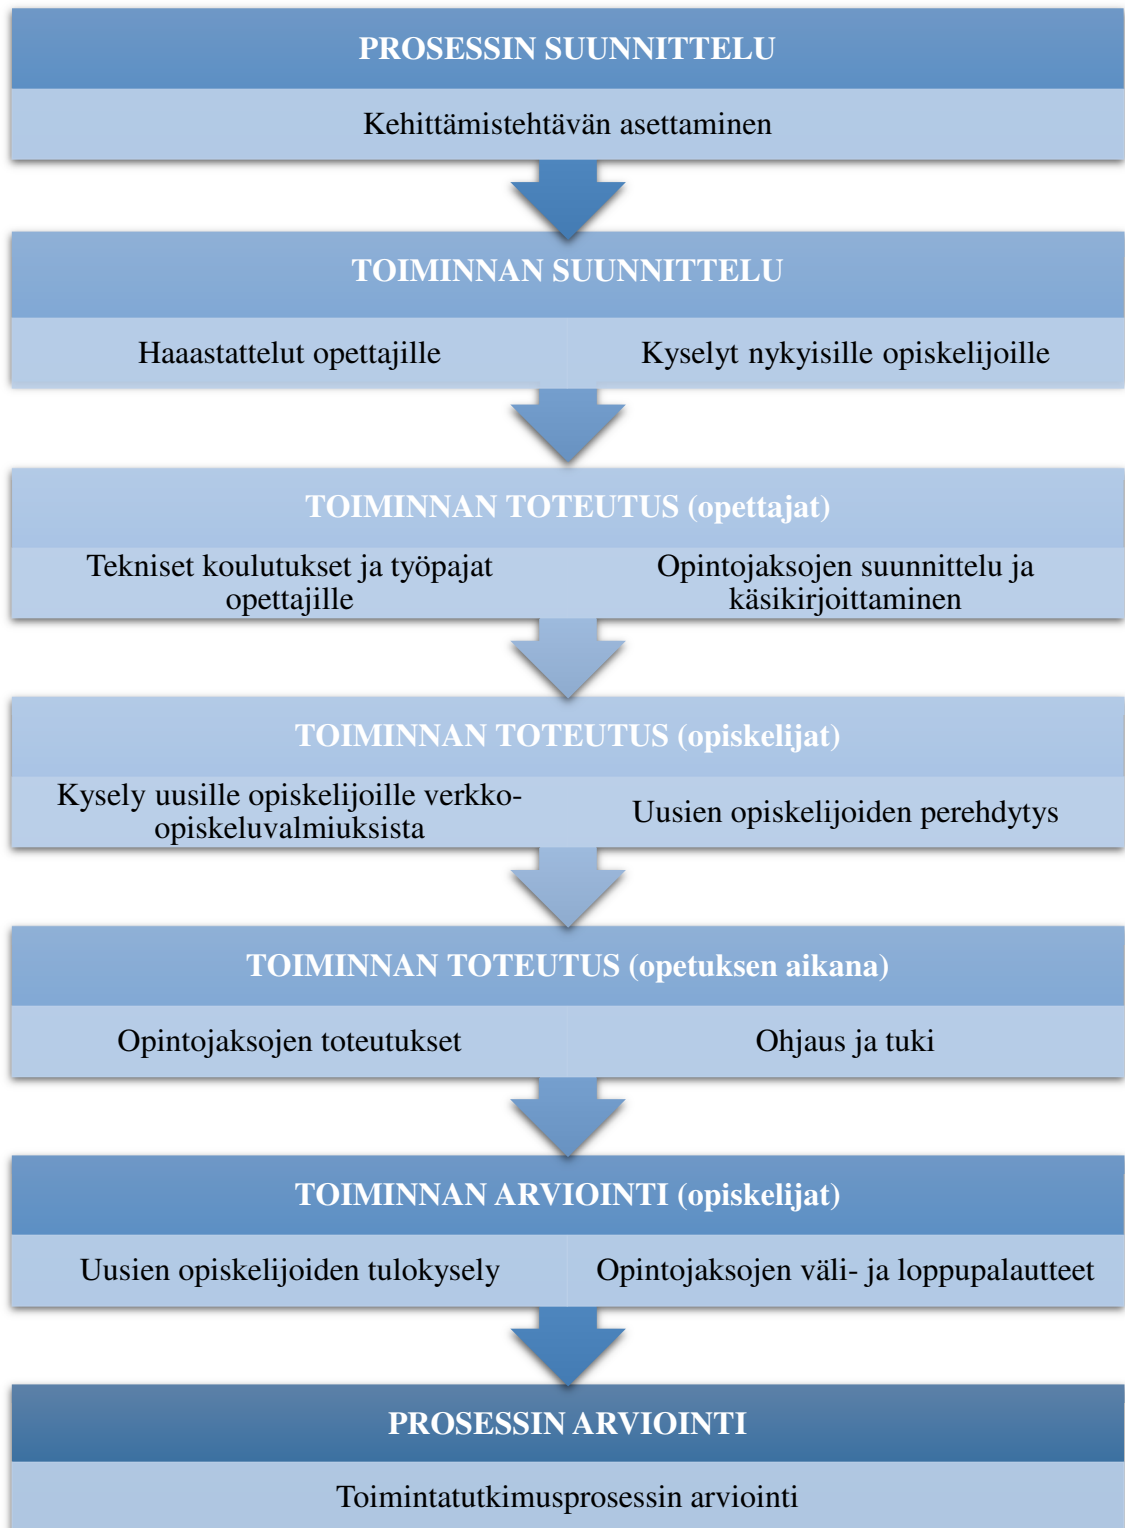 PROSESSIN SUUNNITTELU
Kehittämistehtävän asettaminen
TOIMINNAN SUUNNITTELU
Haaastattelut opettajille
Kyselyt nykyisille opiskelijoille
TOIMINNAN TOTEUTUS (opettajat)
Tekniset koulutukset ja työpajat
opettajille
Opintojaksojen suunnittelu ja
käsikirjoittaminen
TOIMINNAN TOTEUTUS (opiskelijat)
Kysely uusille opiskelijoille verkko-
opiskeluvalmiuksista
Uusien opiskelijoiden perehdytys
TOIMINNAN TOTEUTUS (opetuksen aikana)
Opintojaksojen toteutukset
Ohjaus ja tuki
TOIMINNAN ARVIOINTI (opiskelijat)
Uusien opiskelijoiden tulokysely
Opintojaksojen väli- ja loppupalautteet
PROSESSIN ARVIOINTI
Toimintatutkimusprosessin arviointi